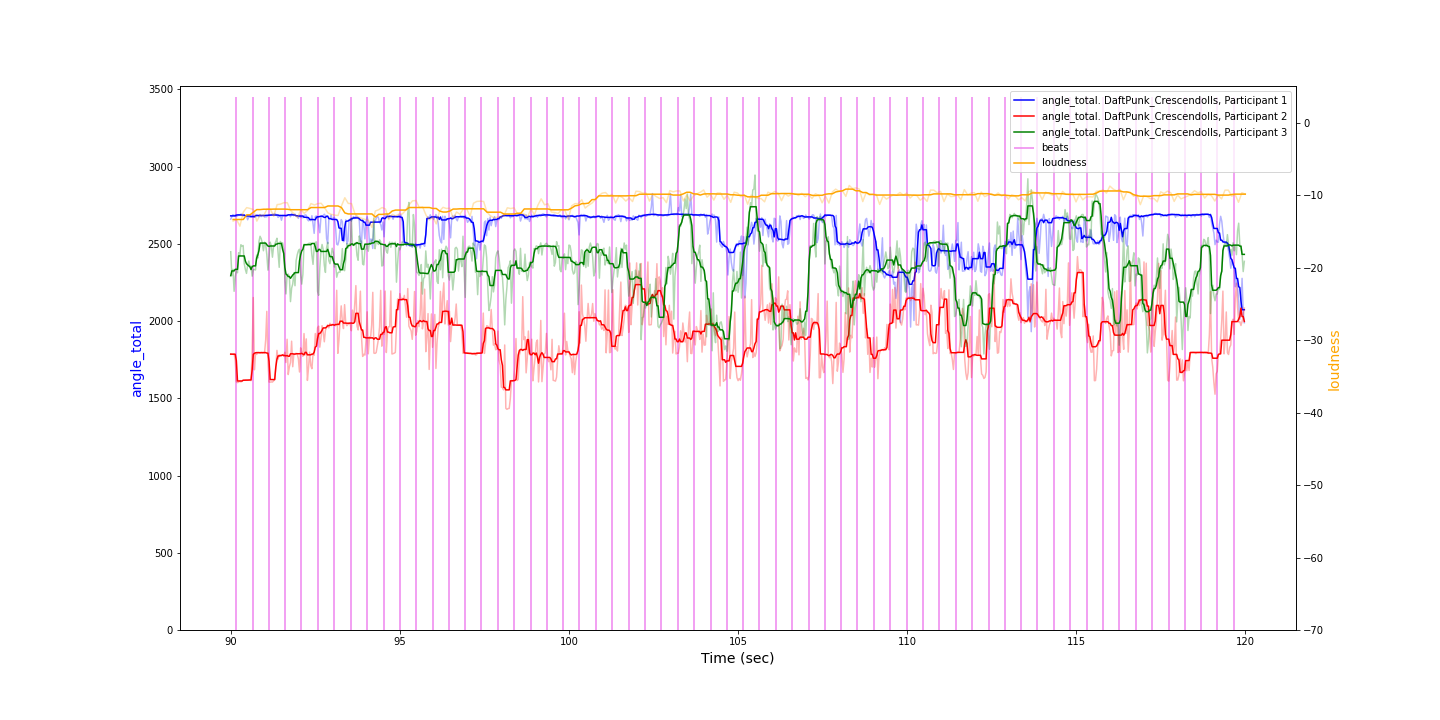 3500
3000
2500
2000
1500
1000
500
0
angle_total
angle_total. DaftPunk_Crescendolls, Participant 1
angle_total. DaftPunk_Crescendolls, Participant 2
angle_total. DaftPunk_Crescendolls, Participant 3
beats
loudness
0
−10
−20
−30
−40
−50
−60
−70
loudness
90
95
100
105
110
115
120
Time (sec)